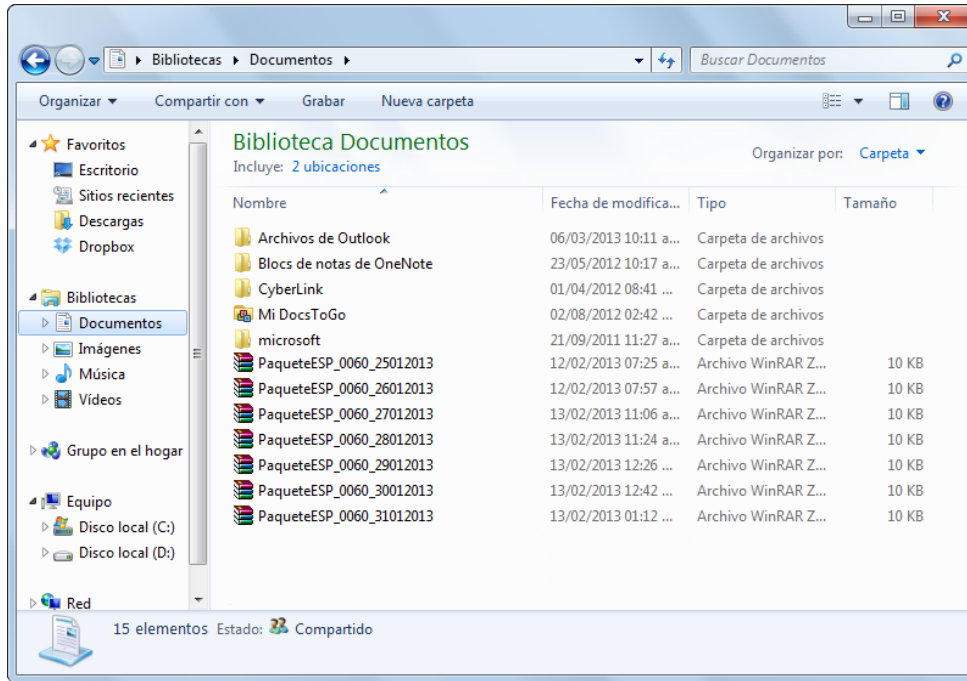 Bibliotecas Documentos
Buscar Documentos
Organizar Compartir con Grabar Nueva carpeta
Favoritos
Escritorio
Sitios recientes
Descargas
Dropbox
Bibliotecas
Documentos
Imágenes
Música
Vídeos
Grupo en el hogar
Equipo
Disco local (C:)
Disco local (D:)
Red
Biblioteca Documentos
Incluye: 2 ubicaciones
Organizar por: Carpeta
Nombre Fecha de modifica... Tipo Tamaño
Archivos de Outlook 06/03/2013 10:11 a... Carpeta de archivos
Blocs de notas de OneNote 23/05/2012 10:17 a... Carpeta de archivos
CyberLink 01/04/2012 08:41 ... Carpeta de archivos
Mi DocsToGo 02/08/2012 02:42 ... Carpeta de archivos
microsoft 21/09/2011 11:27 a... Carpeta de archivos
PaqueteESP_0060_25012013 12/02/2013 07:25 a... Archivo WinRAR Z... 10 KB
PaqueteESP_0060_26012013 12/02/2013 07:57 a... Archivo WinRAR Z... 10 KB
PaqueteESP_0060_27012013 13/02/2013 11:06 a... Archivo WinRAR Z... 10 KB
PaqueteESP_0060_28012013 13/02/2013 11:24 a... Archivo WinRAR Z... 10 KB
PaqueteESP_0060_29012013 13/02/2013 12:26 ... Archivo WinRAR Z... 10 KB
PaqueteESP_0060_30012013 13/02/2013 12:42 ... Archivo WinRAR Z... 10 KB
PaqueteESP_0060_31012013 13/02/2013 01:12 ... Archivo WinRAR Z... 10 KB
15 elementos Estado: Compartido